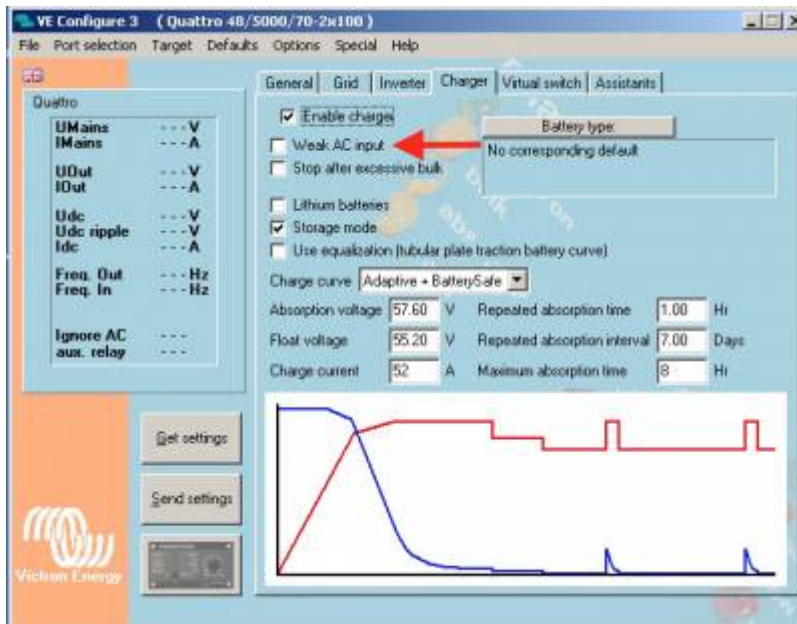 VE Configure 3 ( Quattro 48/5000/70-2x100 )
File Port selection Target Defaults Options Special Help
General Grid Inverter Charger Virtual switch Assistants
Quattro
UMains - - - V
IMains - - - A
UOut - - - V
IOut - - - A
Udc - - - V
Udc ripple - - - V
Idc - - - A
Freq. Out - - - Hz
Freq. In - - - Hz
Ignore AC - - -
aux. relay - - -
Enable charger
Weak AC input
Stop after excessive bulk
Battery type:
No corresponding default
Lithium batteries
Storage mode
Use equalization (tubular plate traction battery curve)
Charge curve Adaptive + BatterySafe
Absorption voltage 57.60 V Repeated absorption time 1.00 Hr
Float voltage 55.20 V Repeated absorption interval 7.00 Days
Charge current 52 A Maximum absorption time 8 Hr
Get settings
Send settings
Victron Energy